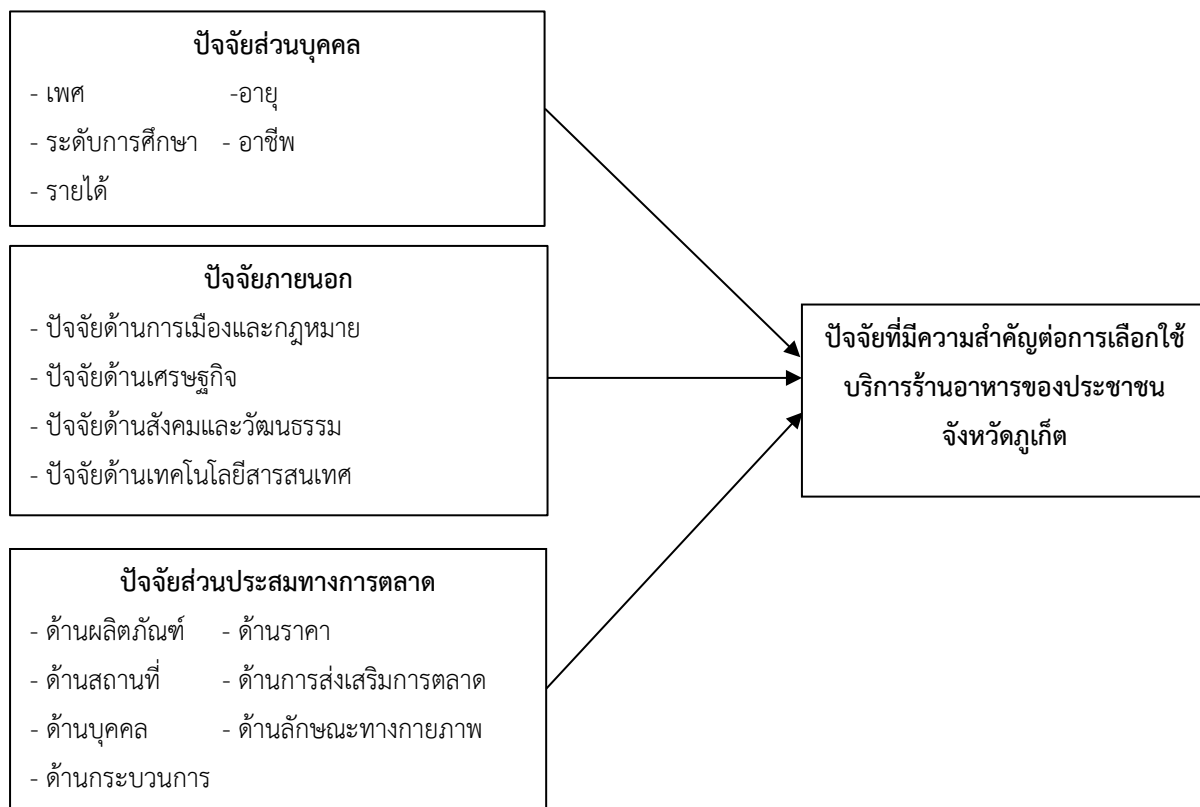 ปัจจัยส่วนบุคคล
- เพศ -อายุ
- ระดับการศึกษา - อาชีพ
- รายได้
ปัจจัยภายนอก
- ปัจจัยด้านการเมืองและกฎหมาย
- ปัจจัยด้านเศรษฐกิจ
- ปัจจัยด้านสังคมและวัฒนธรรม
- ปัจจัยด้านเทคโนโลยีสารสนเทศ
ปัจจัยส่วนประสมทางการตลาด
- ด้านผลิตภัณฑ์ - ด้านราคา
- ด้านสถานที่ - ด้านการส่งเสริมการตลาด
- ด้านบุคคล - ด้านลักษณะทางกายภาพ
- ด้านกระบวนการ
ปัจจัยที่มีความสำคัญต่อการเลือกใช้
บริการร้านอาหารของประชาชน
จังหวัดภูเก็ต